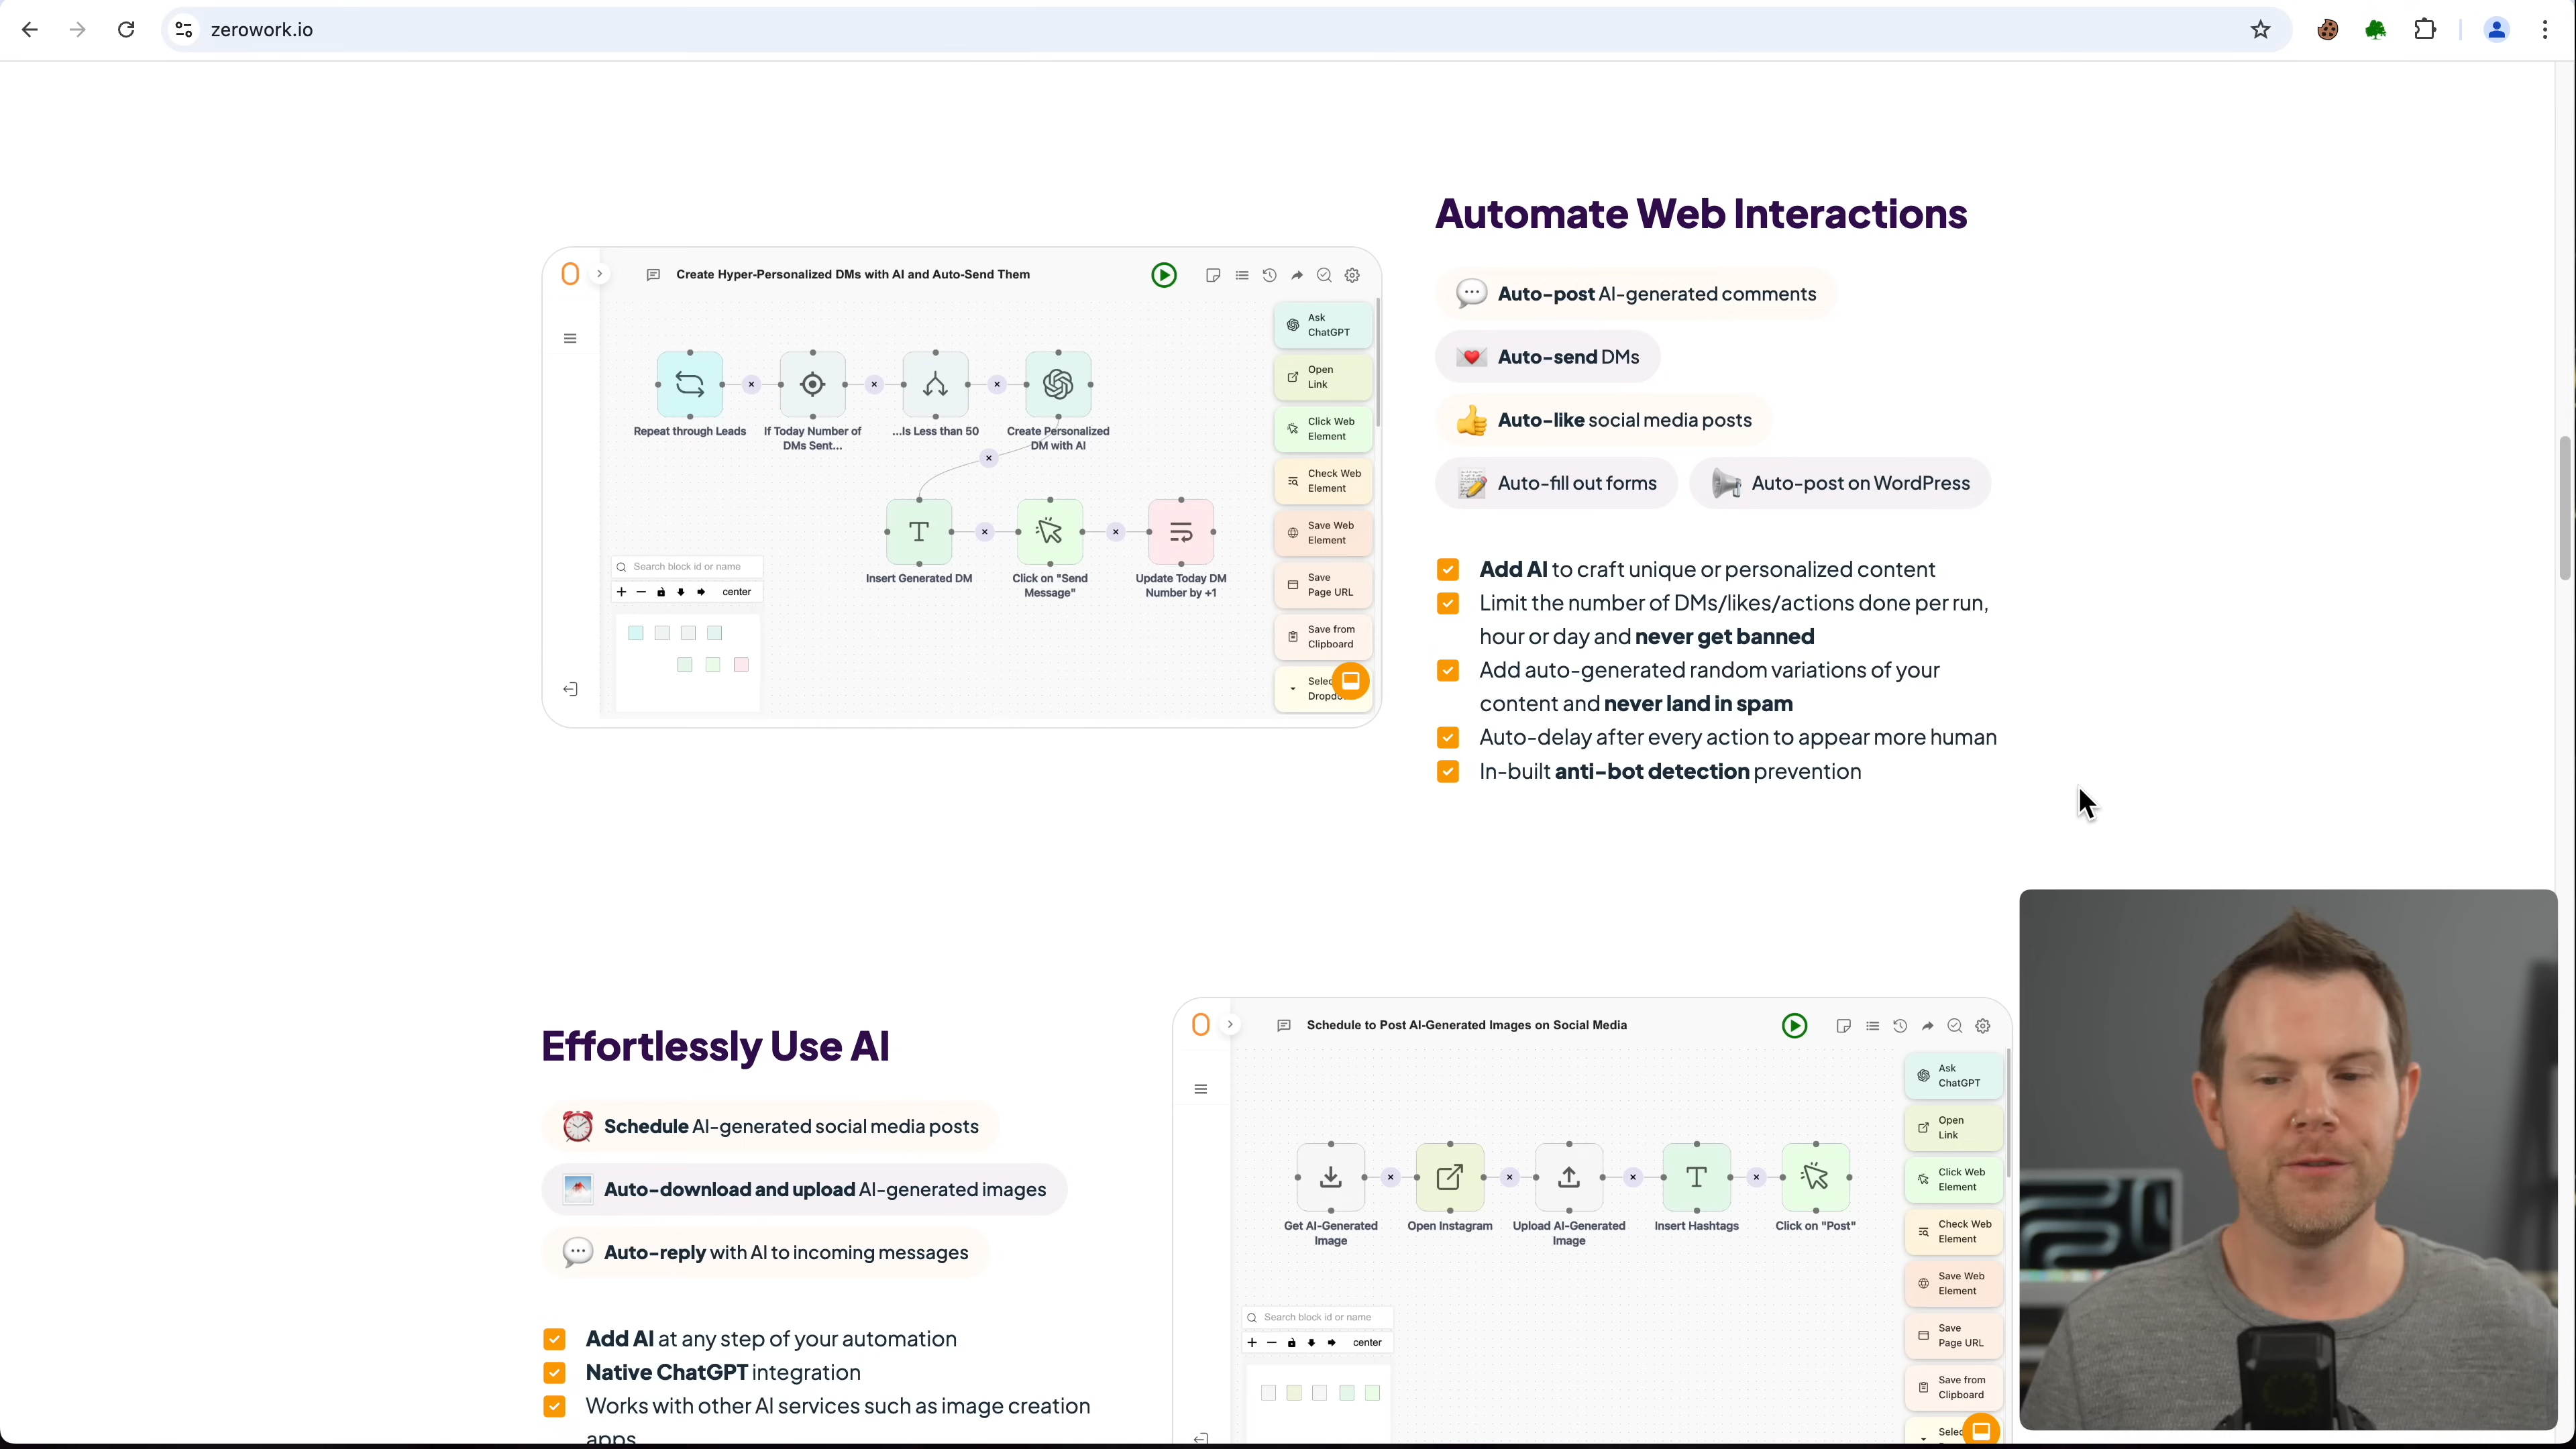 zerowork.io
Automate Web Interactions
Create Hyper-Personalized DMs with AI and Auto-Send Them
Repeat through Leads
If Today Number of
DMs Sent...
...Is Less than 50
Create Personalized
DM with AI
T
Insert Generated DM
Click on "Send
Message"
Update Today DM
Number by +1
Search block id or name
center
Ask
ChatGPT
Open
Link
Click Web
Element
Check Web
Element
Save Web
Element
Save
Page URL
Save from
Clipboard
Auto-post AI-generated comments
Auto-send DMs
Auto-like social media posts
Auto-fill out forms
Auto-post on WordPress
Add AI to craft unique or personalized content
Limit the number of DMs/likes/actions done per run,
hour or day and never get banned
Add auto-generated random variations of your
content and never land in spam
Auto-delay after every action to appear more human
In-built anti-bot detection prevention
Effortlessly Use AI
Schedule AI-generated social media posts
Auto-download and upload AI-generated images
Auto-reply with AI to incoming messages
Add AI at any step of your automation
Native ChatGPT integration
Works with other AI services such as image creation
apps
Schedule to Post AI-Generated Images on Social Media
Get AI-Generated
Image
Open Instagram
Upload AI-Generated
Image
T
Insert Hashtags
Click on "Post"
Search block id or name
center
Ask
ChatGPT
Open
Link
Click Web
Element
Check Web
Element
Save Web
Element
Save
Page URL
Save from
Clipboard